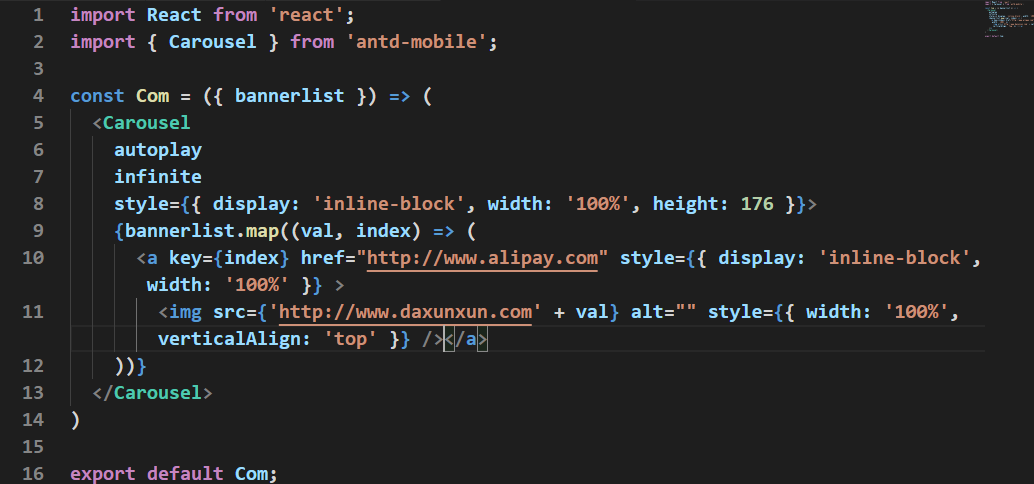 1 import React from 'react';
2 import { Carousel } from 'antd-mobile';
3
4 const Com = ({ bannerlist }) => (
5   <Carousel
6     autoplay
7     infinite
8     style={{ display: 'inline-block', width: '100%', height: 176 }}>
9     {bannerlist.map((val, index) => (
10       <a key={index} href="http://www.alipay.com" style={{ display: 'inline-block',
       width: '100%' }} >
11         <img src={'http://www.daxunxun.com' + val} alt="" style={{ width: '100%',
        verticalAlign: 'top' }} /></a>
12     ))}
13   </Carousel>
14 )
15
16 export default Com;